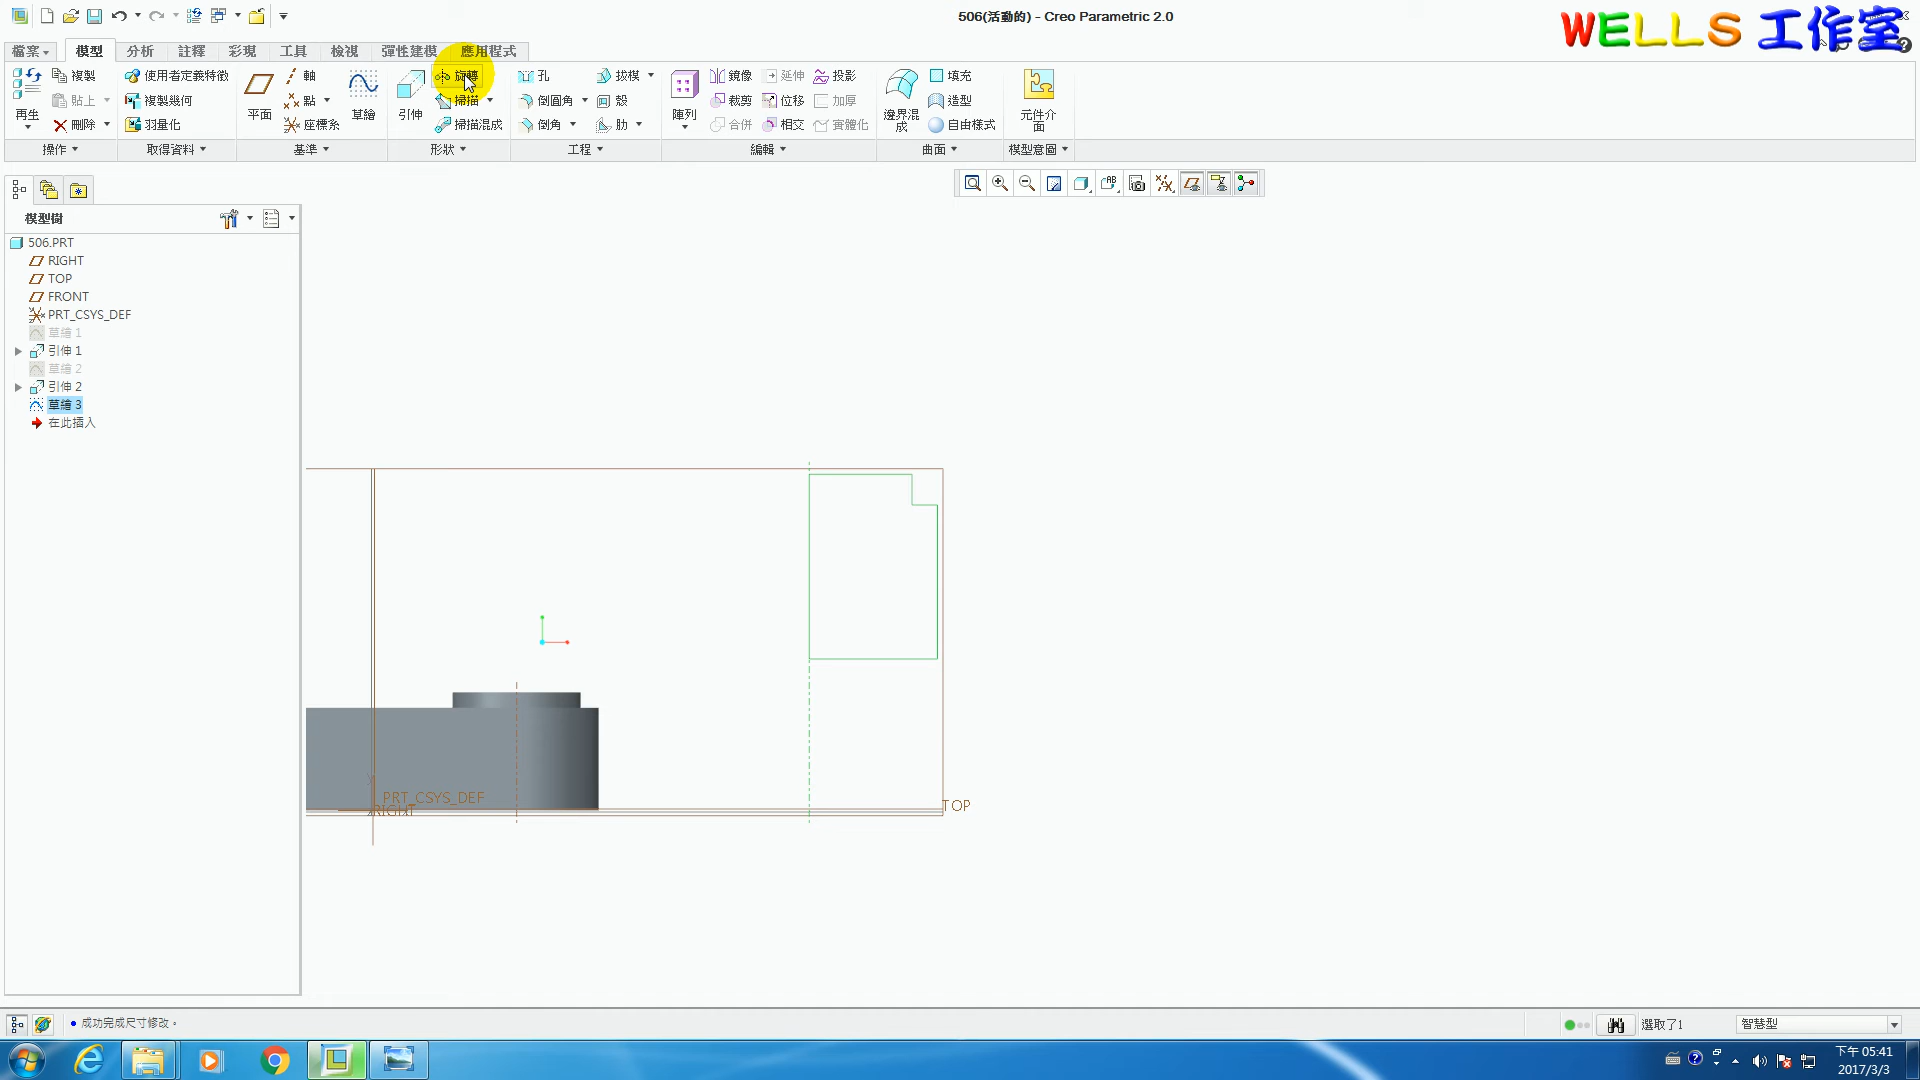 506(活動的) - Creo Parametric 2.0
WELLS 工作室
檔案 模型 分析 註釋 彩現 工具 檢視 彈性建模 應用程式
再生
複製
貼上
刪除
操作
使用者定義特徵
複製幾何
羽量化
取得資料
平面
軸
點
座標系
草繪
基準
引伸
旋轉
掃描
掃描混成
形狀
孔
倒圓角
倒角
拔模
殼
肋
工程
陣列
鏡像
裁剪
合併
延伸
位移
相交
投影
加厚
實體化
編輯
邊界混成
填充
造型
自由樣式
曲面
元件介面
模型意圖
模型樹
506.PRT
RIGHT
TOP
FRONT
PRT_CSYS_DEF
草繪 1
引伸 1
草繪 2
引伸 2
草繪 3
在此插入
PRT_CSYS_DEF
RIGHT
TOP
成功完成尺寸修改。
選取了1
智慧型
下午 05:41
2017/3/3